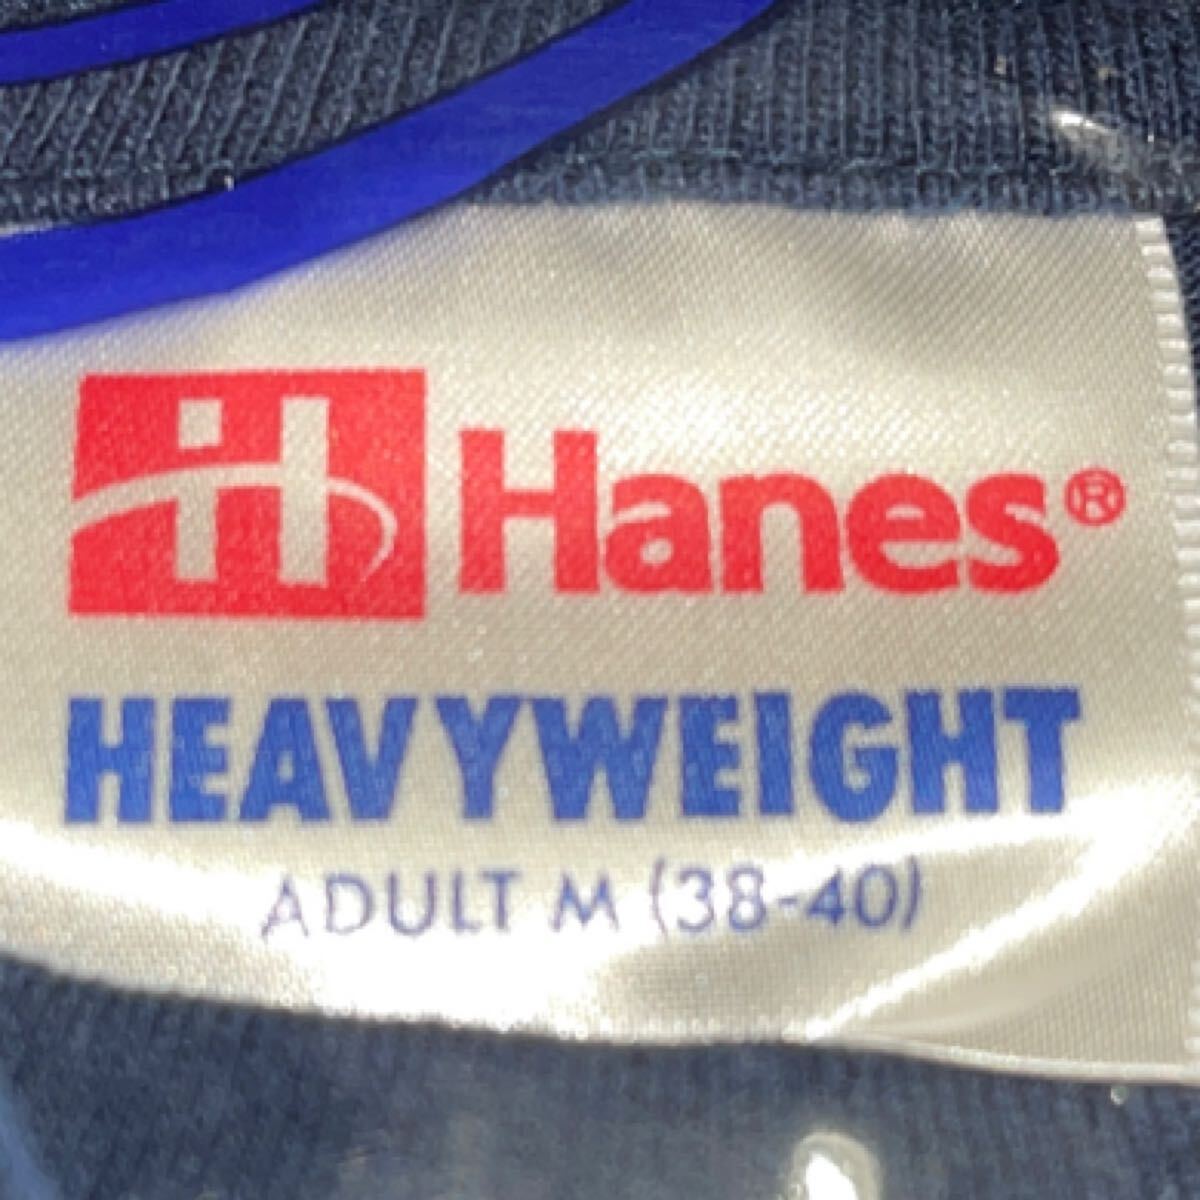 H Hanes®
HEAVYWEIGHT
ADULT M (38-40)